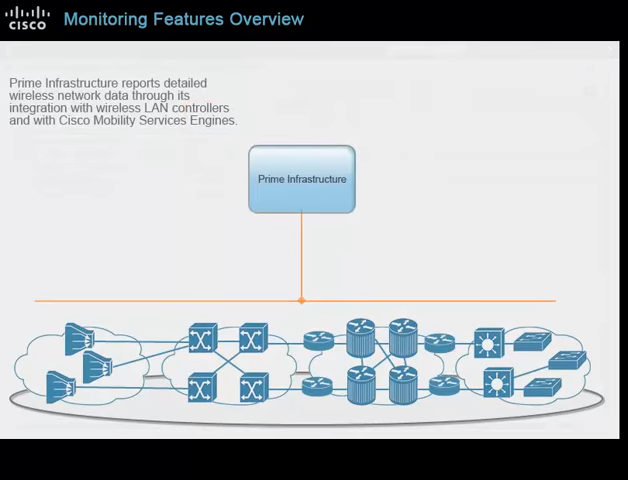 CISCO
Monitoring Features Overview
Prime Infrastructure reports detailed
wireless network data through its
integration with wireless LAN controllers
and with Cisco Mobility Services Engines.
Prime Infrastructure